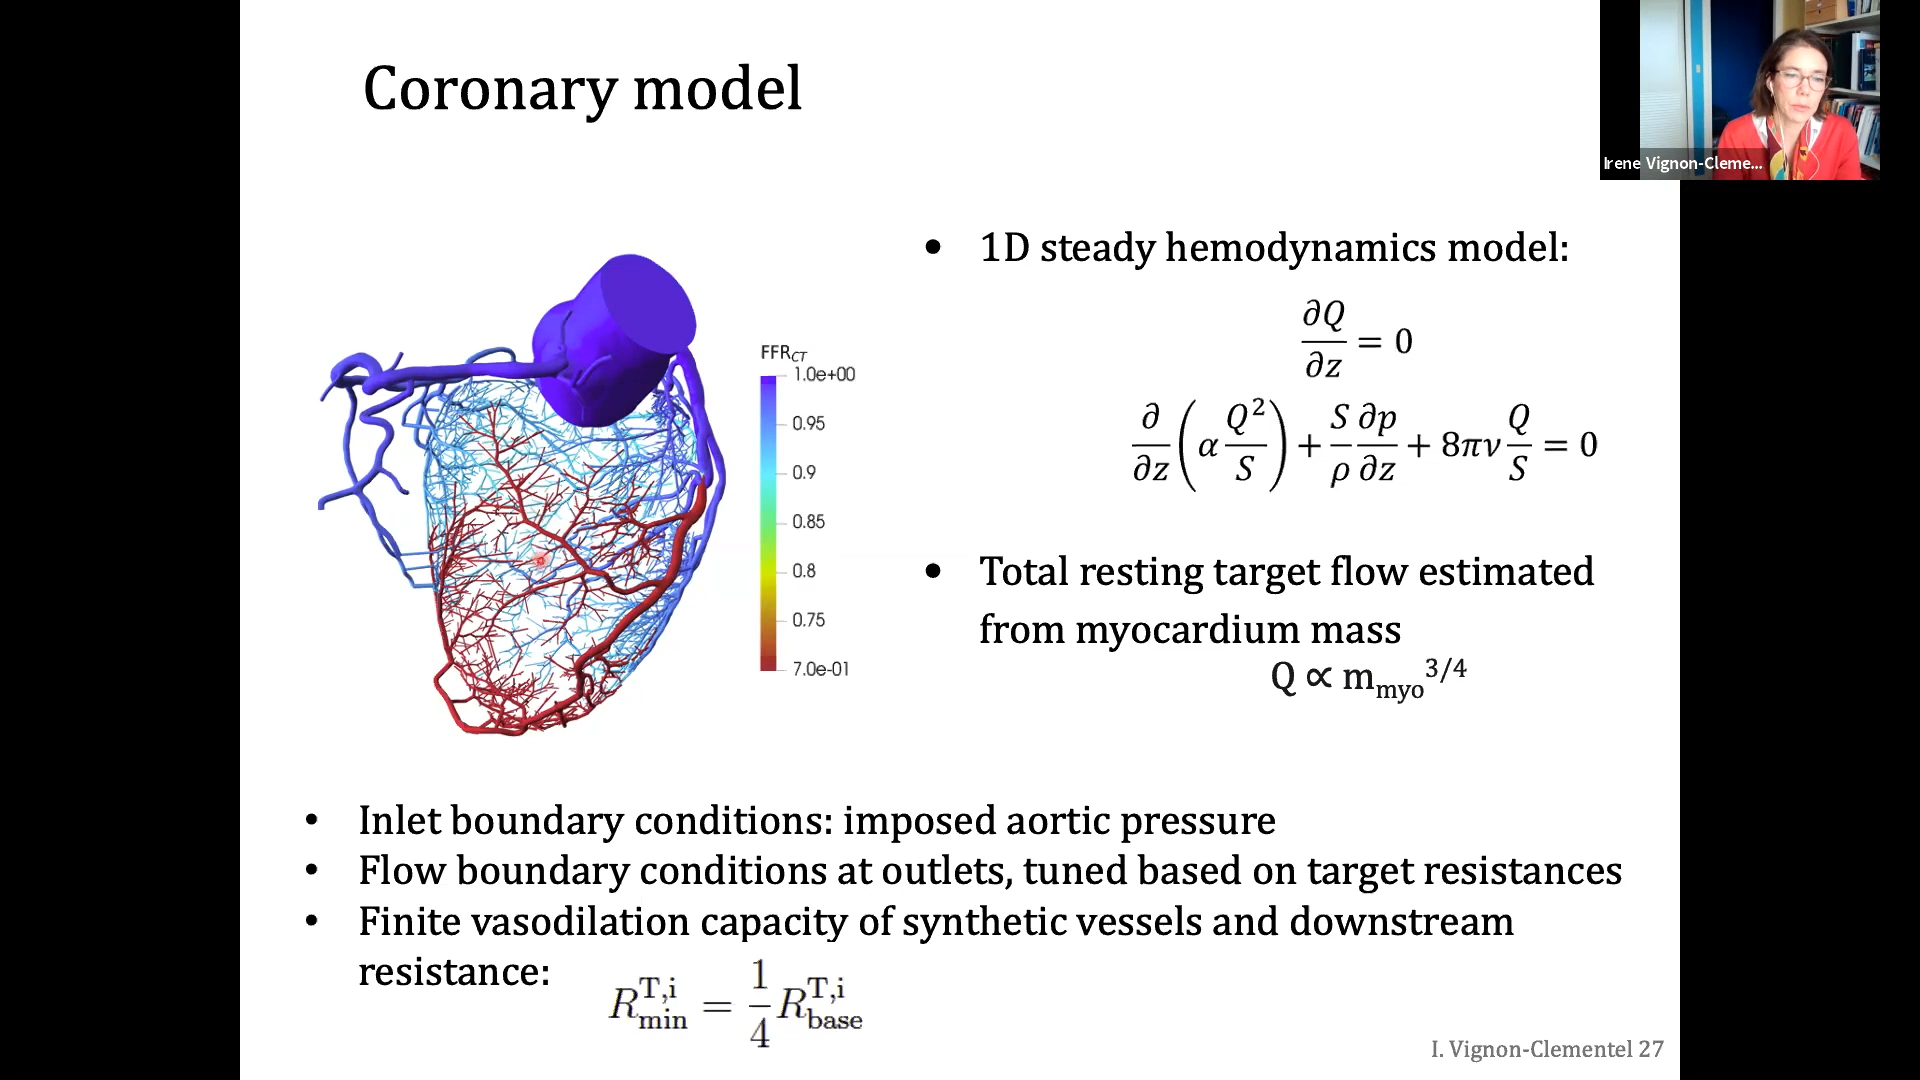 Coronary model
Irene Vignon-Cleme...
• 1D steady hemodynamics model:
∂Q/∂z = 0
∂/∂z (α Q²/S) + S/ρ ∂p/∂z + 8πν Q/S = 0
FFR_CT
1.0e+00
0.95
0.9
0.85
0.8
0.75
7.0e-01
• Total resting target flow estimated
from myocardium mass
Q ∝ m_myo^3/4
• Inlet boundary conditions: imposed aortic pressure
• Flow boundary conditions at outlets, tuned based on target resistances
• Finite vasodilation capacity of synthetic vessels and downstream
resistance:
R_min^T,i = 1/4 R_base^T,i
I. Vignon-Clementel 27